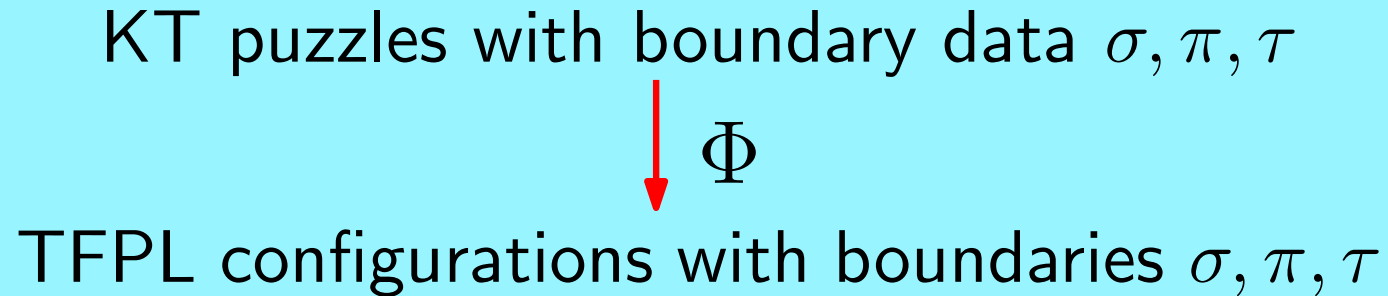 KT puzzles with boundary data σ, π, τ
Φ
TFPL configurations with boundaries σ, π, τ